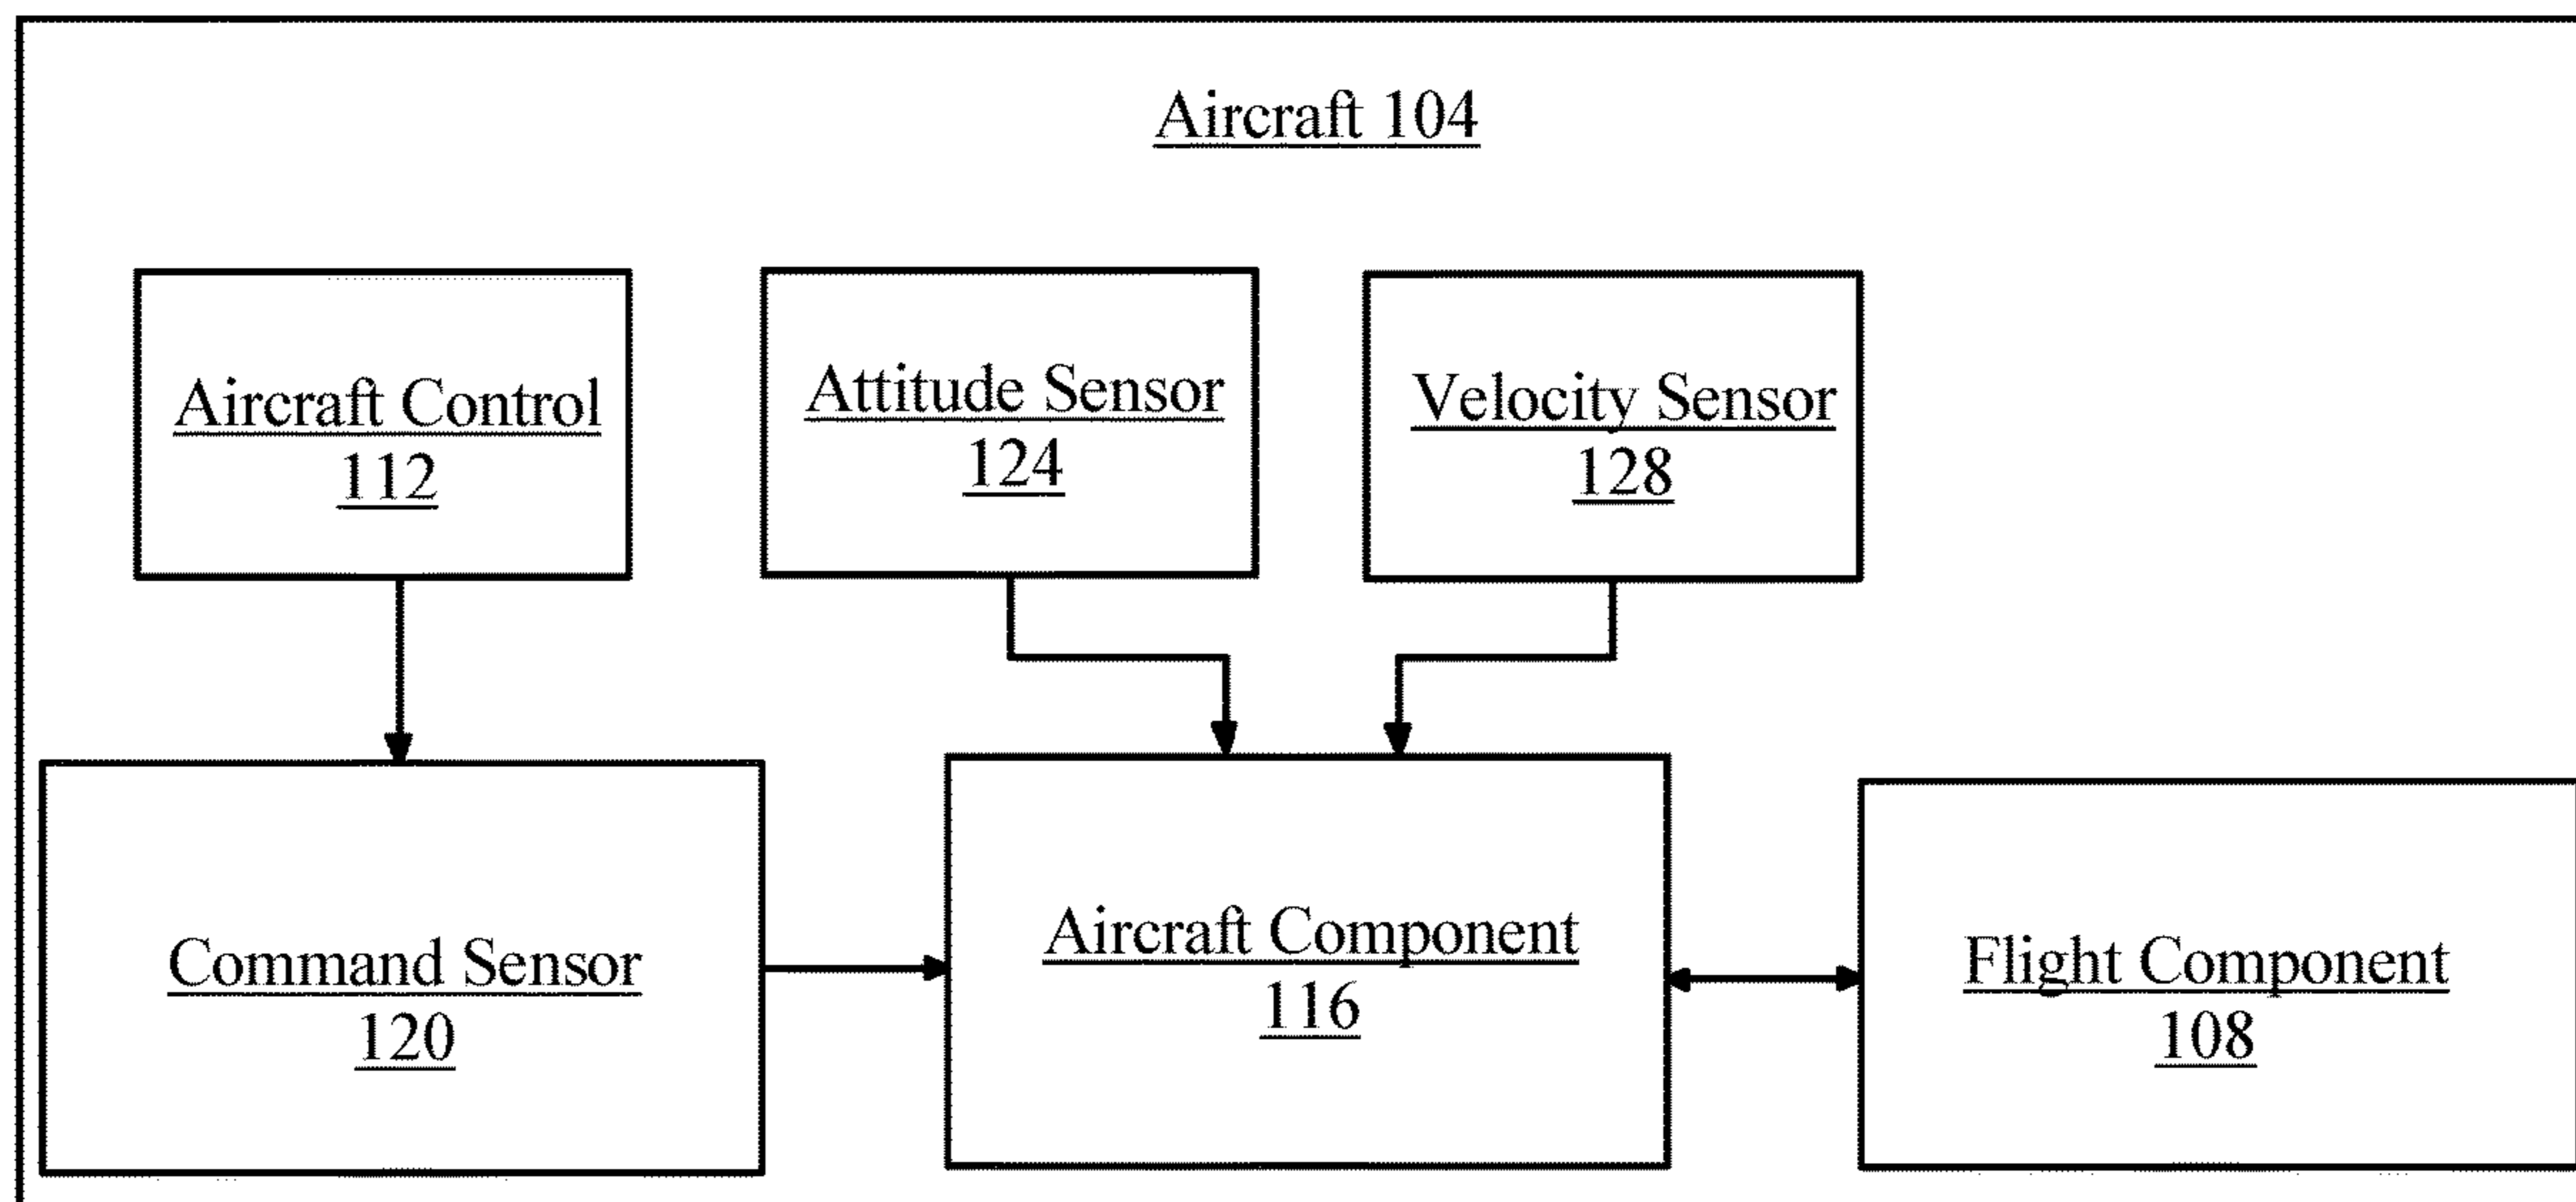 Aircraft 104
Aircraft Control
112
Attitude Sensor
124
Velocity Sensor
128
Command Sensor
120
Aircraft Component
116
Flight Component
108